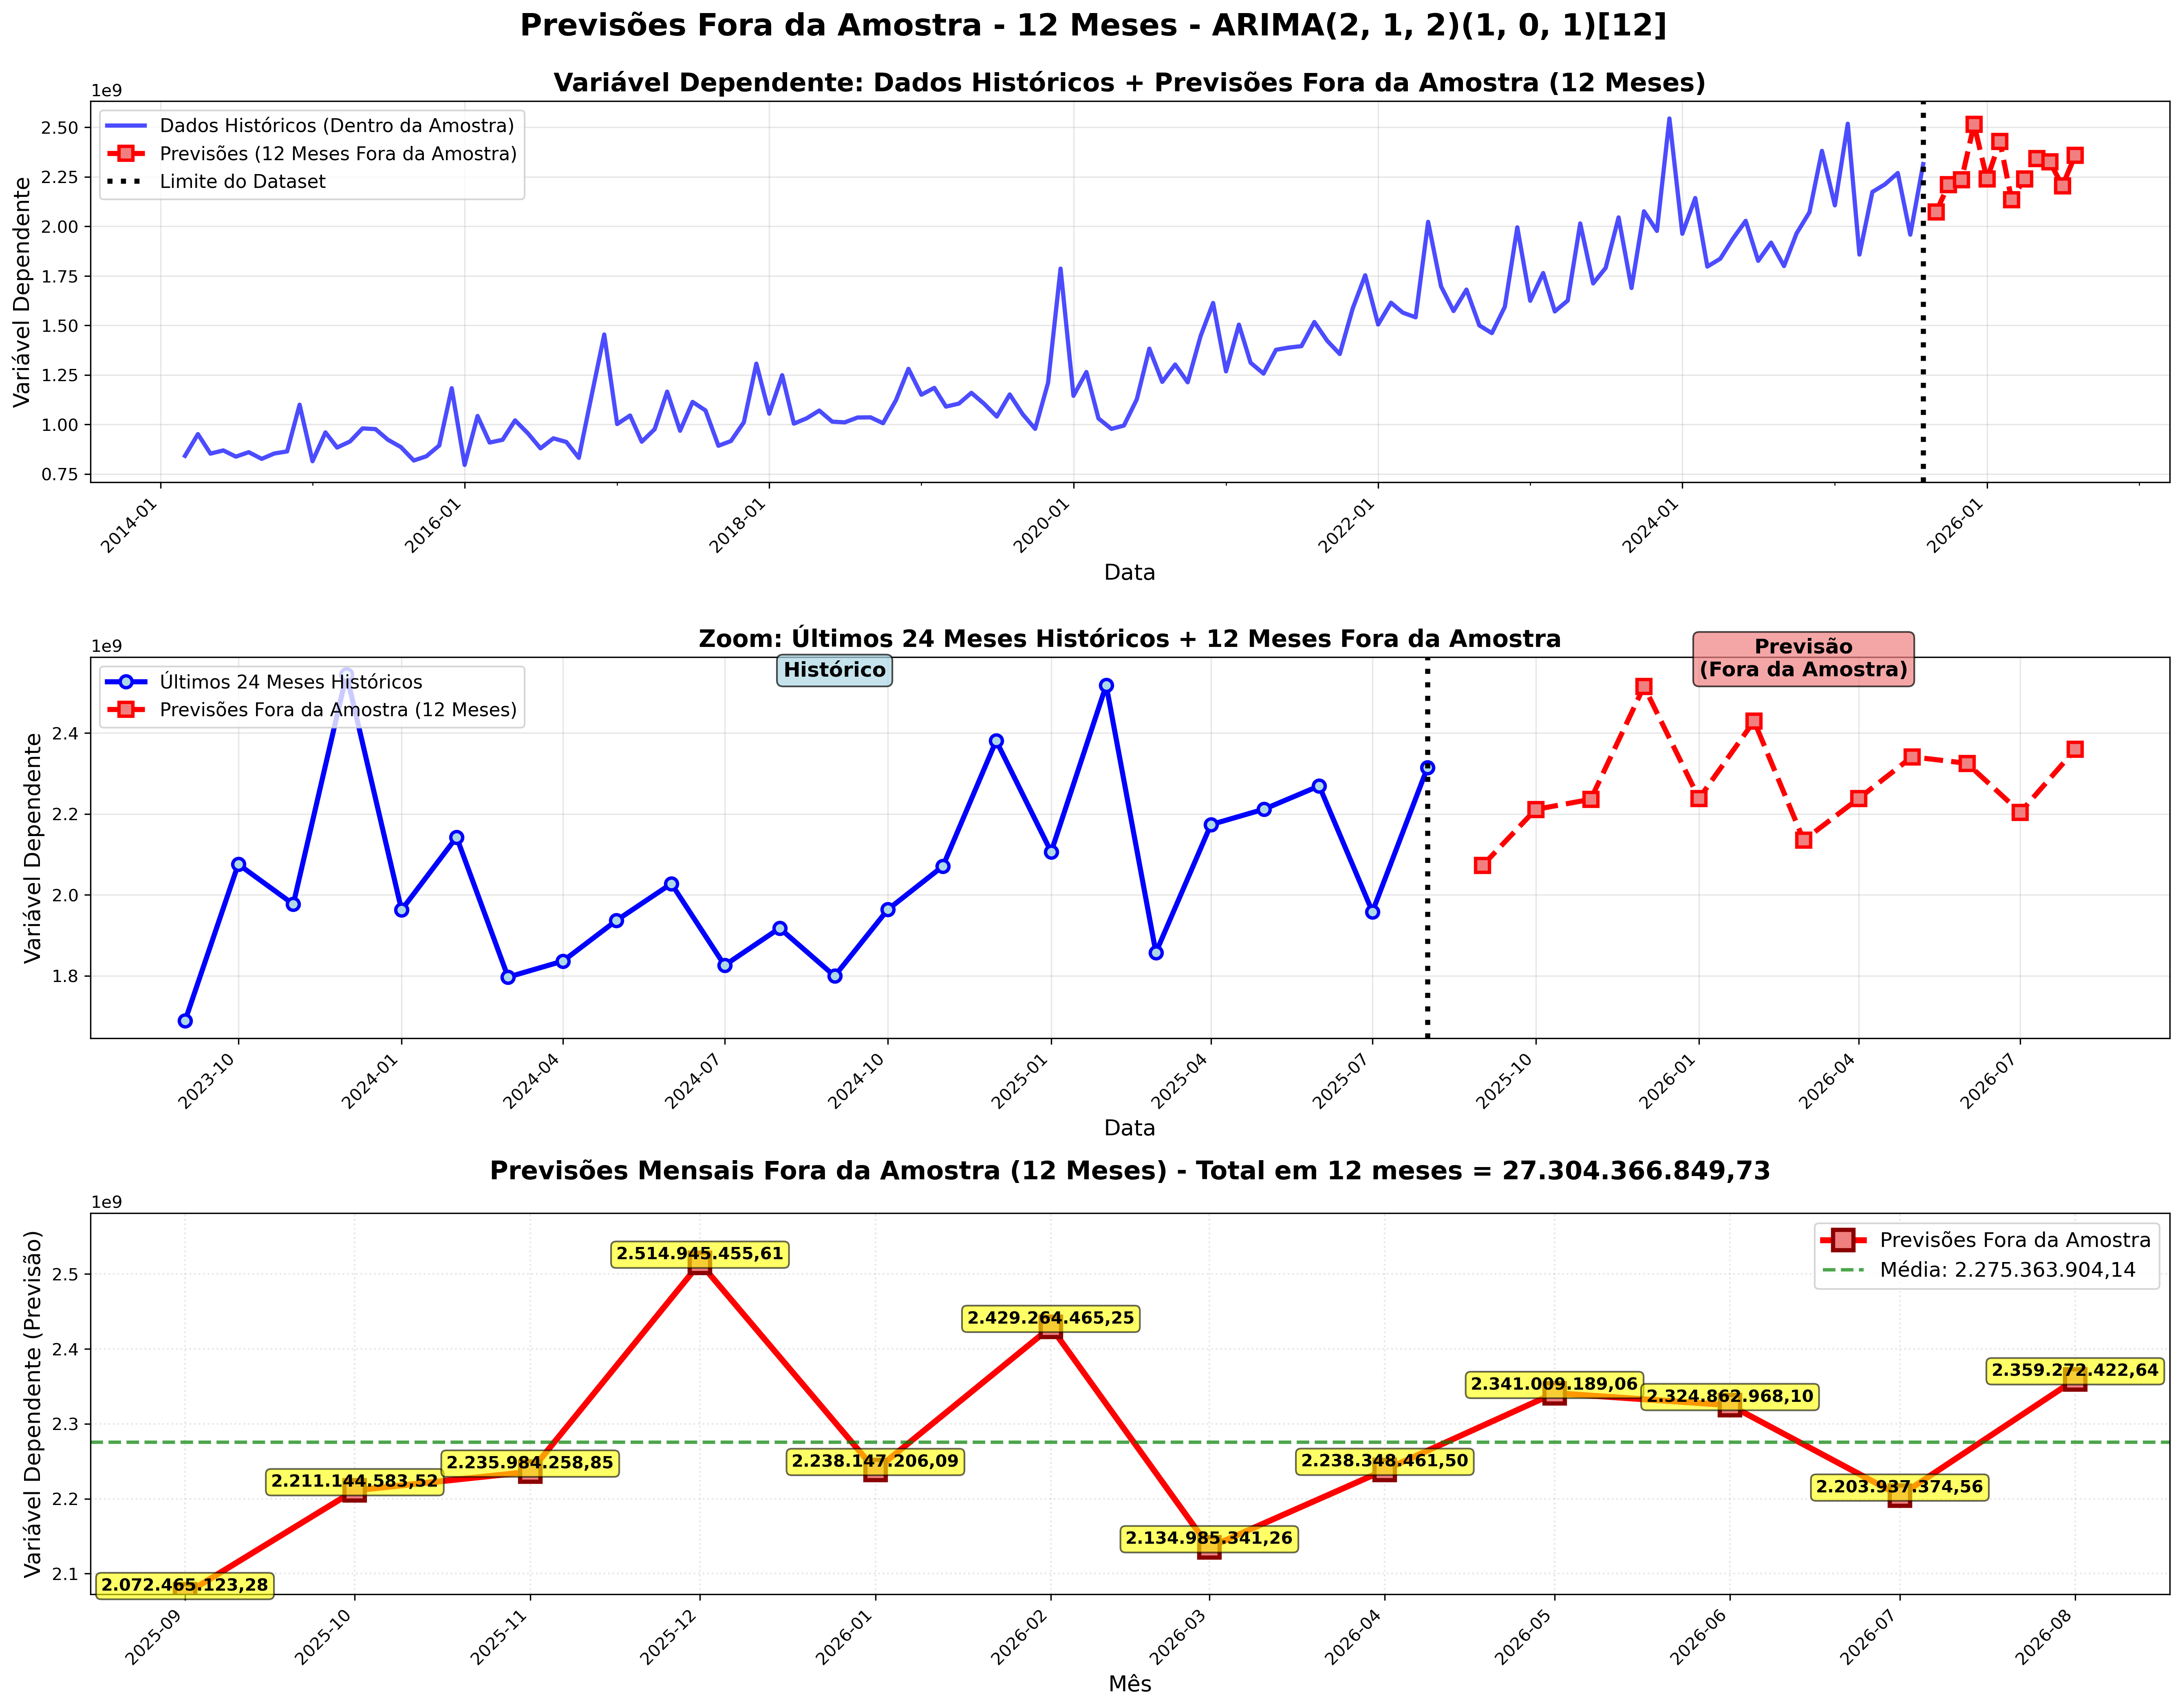 Previsões Fora da Amostra - 12 Meses - ARIMA(2, 1, 2)(1, 0, 1)[12]
Variável Dependente: Dados Históricos + Previsões Fora da Amostra (12 Meses)
1e9
Dados Históricos (Dentro da Amostra)
Previsões (12 Meses Fora da Amostra)
Limite do Dataset
Variável Dependente
2.50
2.25
2.00
1.75
1.50
1.25
1.00
0.75
2014-01
2016-01
2018-01
2020-01
2022-01
2024-01
2026-01
Data
Zoom: Últimos 24 Meses Históricos + 12 Meses Fora da Amostra
1e9
Últimos 24 Meses Históricos
Previsões Fora da Amostra (12 Meses)
Histórico
Previsão
(Fora da Amostra)
Variável Dependente
2.4
2.2
2.0
1.8
2023-10
2024-01
2024-04
2024-07
2024-10
2025-01
2025-04
2025-07
2025-10
2026-01
2026-04
2026-07
Data
Previsões Mensais Fora da Amostra (12 Meses) - Total em 12 meses = 27.304.366.849,73
1e9
Previsões Fora da Amostra
Média: 2.275.363.904,14
Variável Dependente (Previsão)
2.5
2.4
2.3
2.2
2.1
2.072.465.123,28
2.211.144.583,52
2.235.984.258,85
2.514.945.455,61
2.238.147.206,09
2.429.264.465,25
2.134.985.341,26
2.238.348.461,50
2.341.009.189,06
2.324.862.968,10
2.203.937.374,56
2.359.272.422,64
2025-09
2025-10
2025-11
2025-12
2026-01
2026-02
2026-03
2026-04
2026-05
2026-06
2026-07
2026-08
Mês